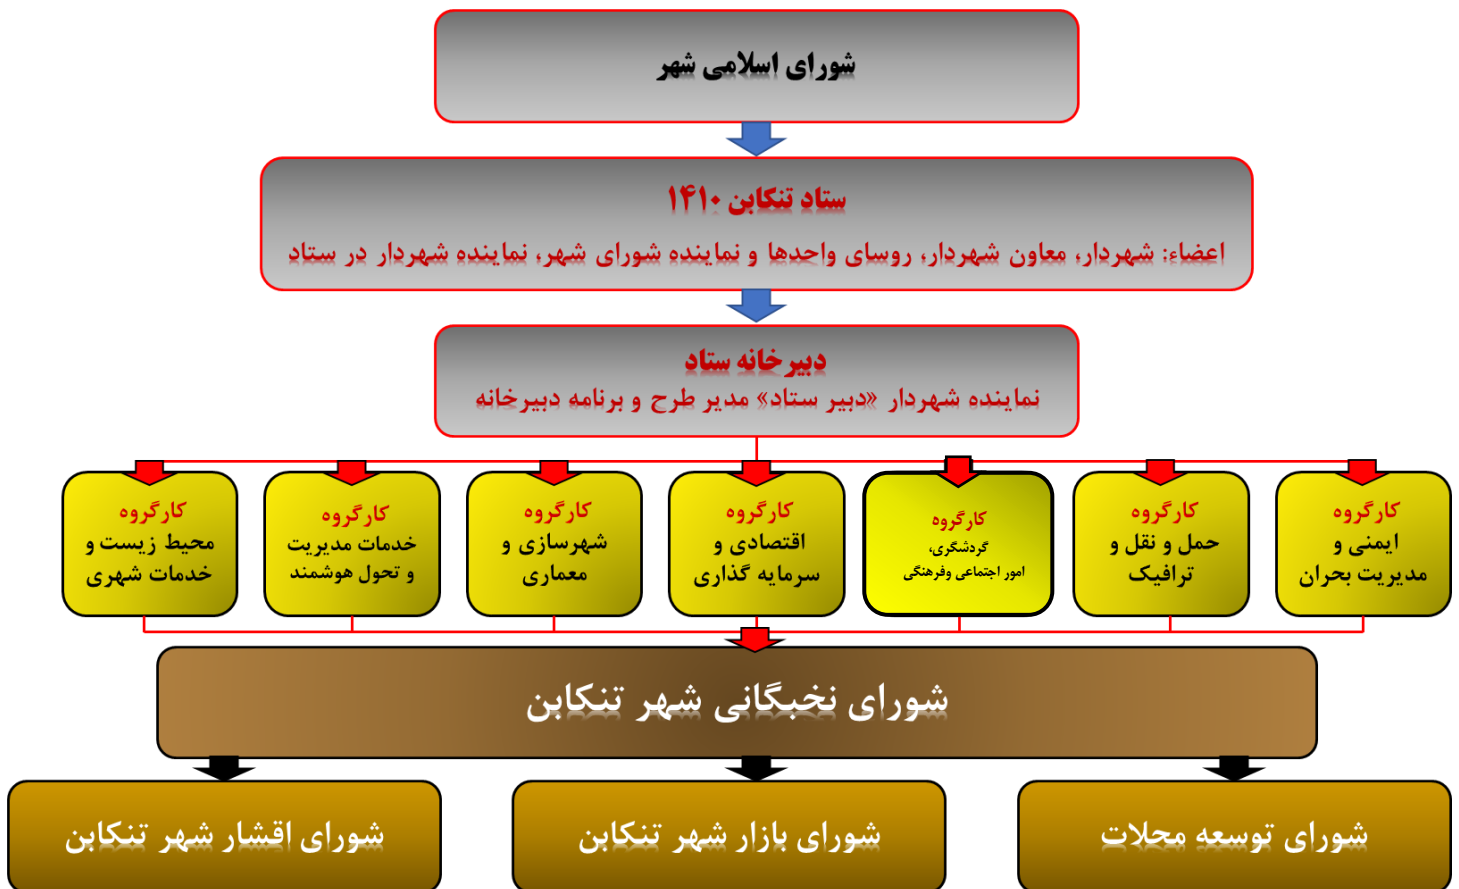 شورای اسلامی شهر
ستاد تنکابن ۱۴۱۰
اعضاء: شهردار، معاون شهردار، روسای واحدها و نماینده شورای شهر، نماینده شهردار در ستاد
دبیرخانه ستاد
نماینده شهردار «دبیر ستاد» مدیر طرح و برنامه دبیرخانه
کارگروه
ایمنی و
مدیریت بحران
کارگروه
حمل و نقل و
ترافیک
کارگروه
گردشگری،
امور اجتماعی وفرهنگی
کارگروه
اقتصادی و
سرمایه گذاری
کارگروه
شهرسازی و
معماری
کارگروه
خدمات مدیریت
و تحول هوشمند
کارگروه
محیط زیست و
خدمات شهری
شورای نخبگانی شهر تنکابن
شورای توسعه محلات
شورای بازار شهر تنکابن
شورای اقشار شهر تنکابن